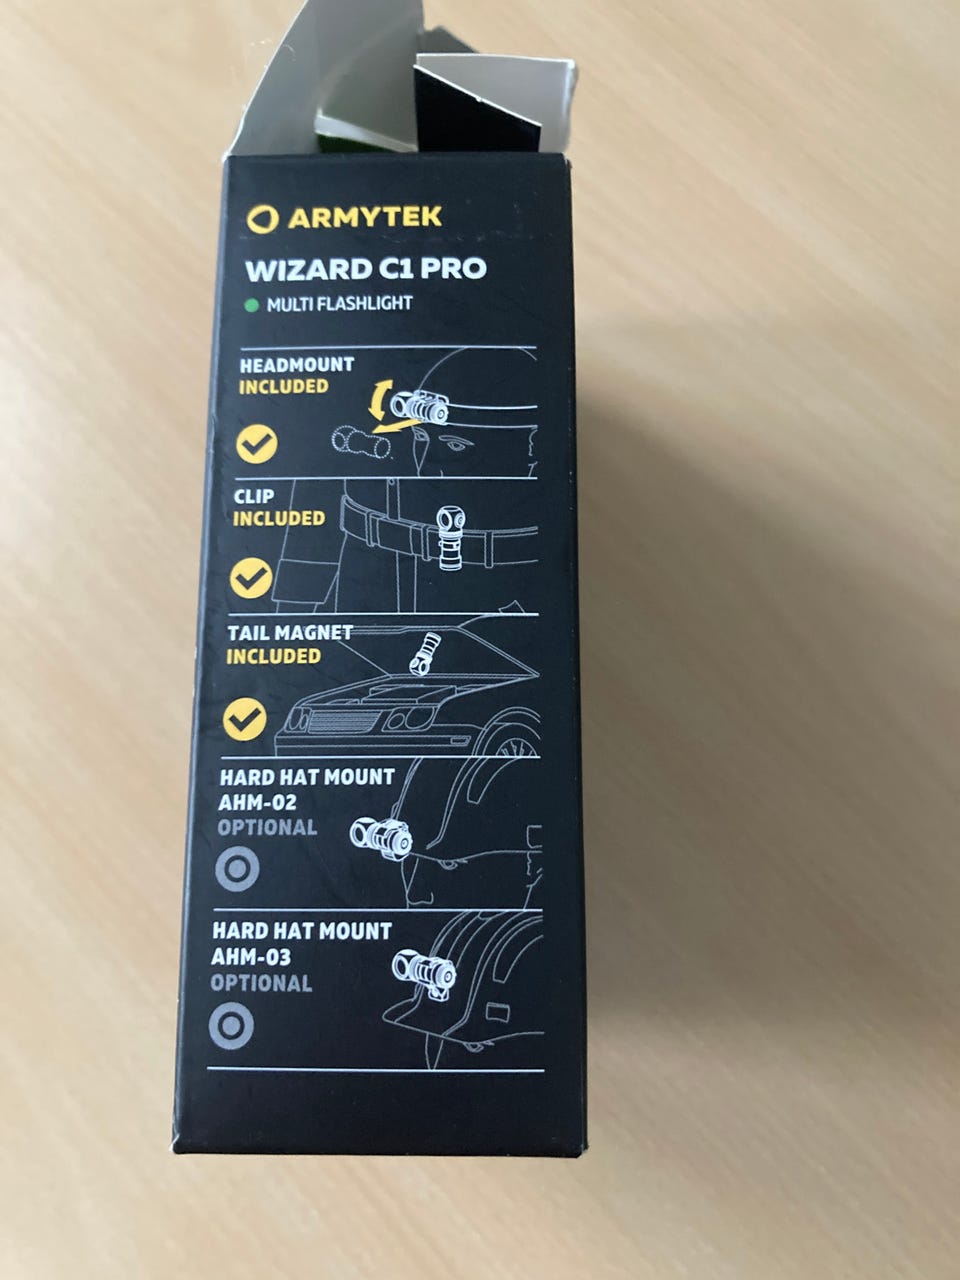 ARMYTEK
WIZARD C1 PRO
MULTI FLASHLIGHT
HEADMOUNT
INCLUDED
CLIP
INCLUDED
TAIL MAGNET
INCLUDED
HARD HAT MOUNT
AHM-02
OPTIONAL
HARD HAT MOUNT
AHM-03
OPTIONAL